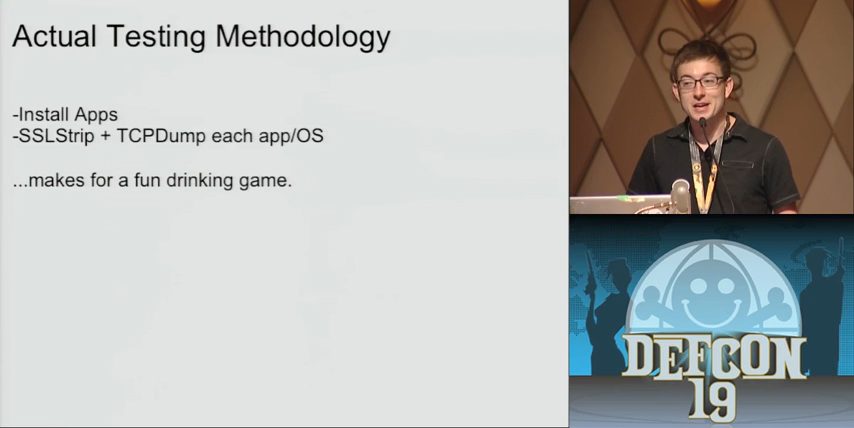 Actual Testing Methodology
-Install Apps
-SSLStrip + TCPDump each app/OS
...makes for a fun drinking game.
DEFCON
19